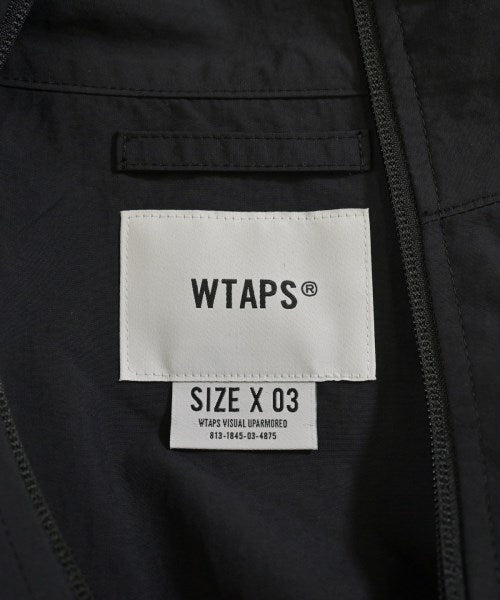 WTAPS®
SIZE X 03
WTAPS VISUAL UPARMORED
813-1845-03-4875